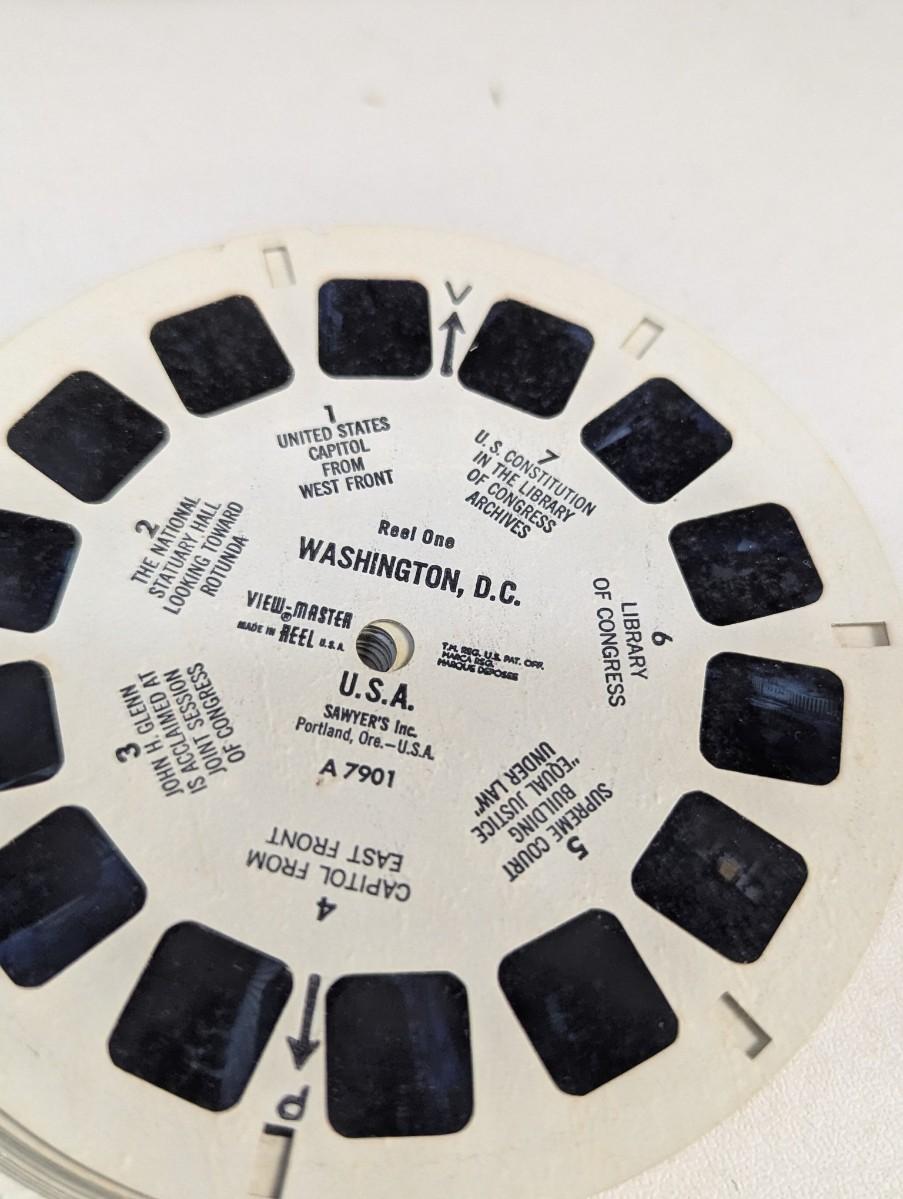 V
1
UNITED STATES
CAPITOL
FROM
WEST FRONT
7
U.S. CONSTITUTION
IN THE LIBRARY
OF CONGRESS
ARCHIVES
2
THE NATIONAL
STATUARY HALL
LOOKING TOWARD
ROTUNDA
Reel One
WASHINGTON, D.C.
VIEW-MASTER
®
MADE IN REEL U.S.A.
T.M. REG. U.S. PAT. OFF.
MARCA REG.
MARQUE DEPOSEE
6
LIBRARY
OF CONGRESS
U.S.A.
SAWYER'S Inc.
Portland, Ore.—U.S.A.
A 7901
3
JOHN H. GLENN
IS ACCLAIMED AT
JOINT SESSION
OF CONGRESS
5
SUPREME COURT
BUILDING
"EQUAL JUSTICE
UNDER LAW"
4
CAPITOL FROM
EAST FRONT
P